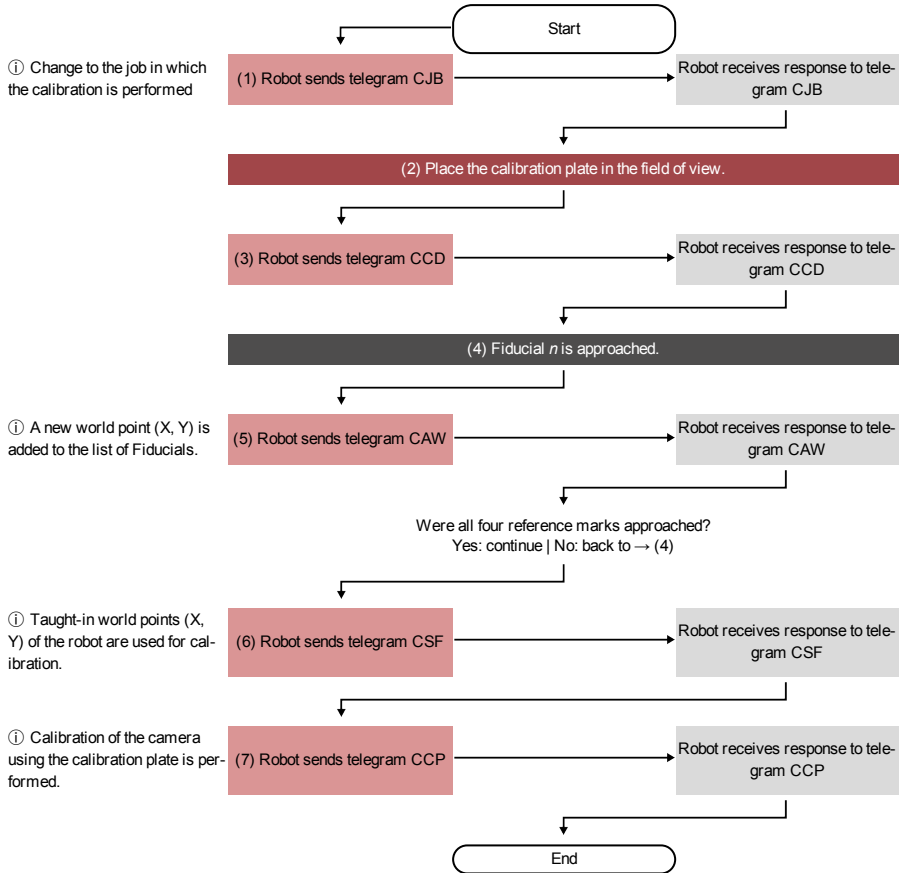 Start
ⓘ Change to the job in which
the calibration is performed
(1) Robot sends telegram CJB
Robot receives response to tele-
gram CJB
(2) Place the calibration plate in the field of view.
(3) Robot sends telegram CCD
Robot receives response to tele-
gram CCD
(4) Fiducial n is approached.
ⓘ A new world point (X, Y) is
added to the list of Fiducials.
(5) Robot sends telegram CAW
Robot receives response to tele-
gram CAW
Were all four reference marks approached?
Yes: continue | No: back to → (4)
ⓘ Taught-in world points (X,
Y) of the robot are used for cal-
ibration.
(6) Robot sends telegram CSF
Robot receives response to tele-
gram CSF
ⓘ Calibration of the camera
using the calibration plate is per-
formed.
(7) Robot sends telegram CCP
Robot receives response to tele-
gram CCP
End